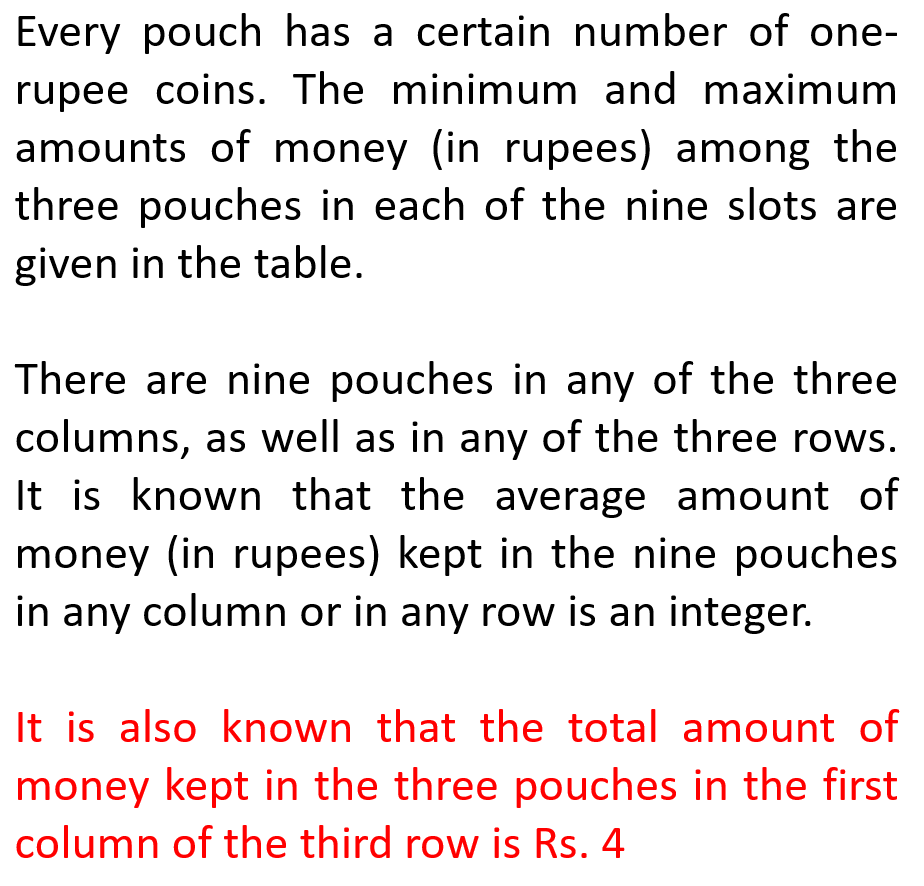 Every pouch has a certain number of one-
rupee coins. The minimum and maximum
amounts of money (in rupees) among the
three pouches in each of the nine slots are
given in the table.
There are nine pouches in any of the three
columns, as well as in any of the three rows.
It is known that the average amount of
money (in rupees) kept in the nine pouches
in any column or in any row is an integer.
It is also known that the total amount of
money kept in the three pouches in the first
column of the third row is Rs. 4